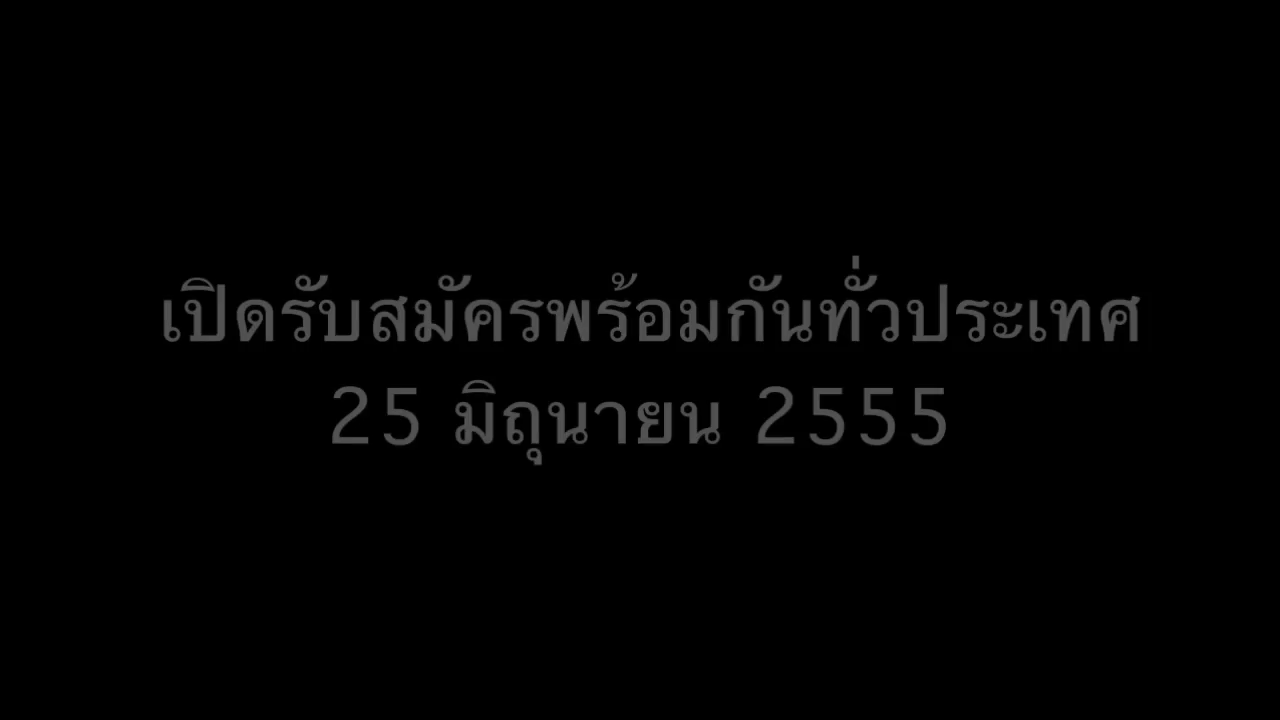 เปิดรับสมัครพร้อมกันทั่วประเทศ
25 มิถุนายน 2555